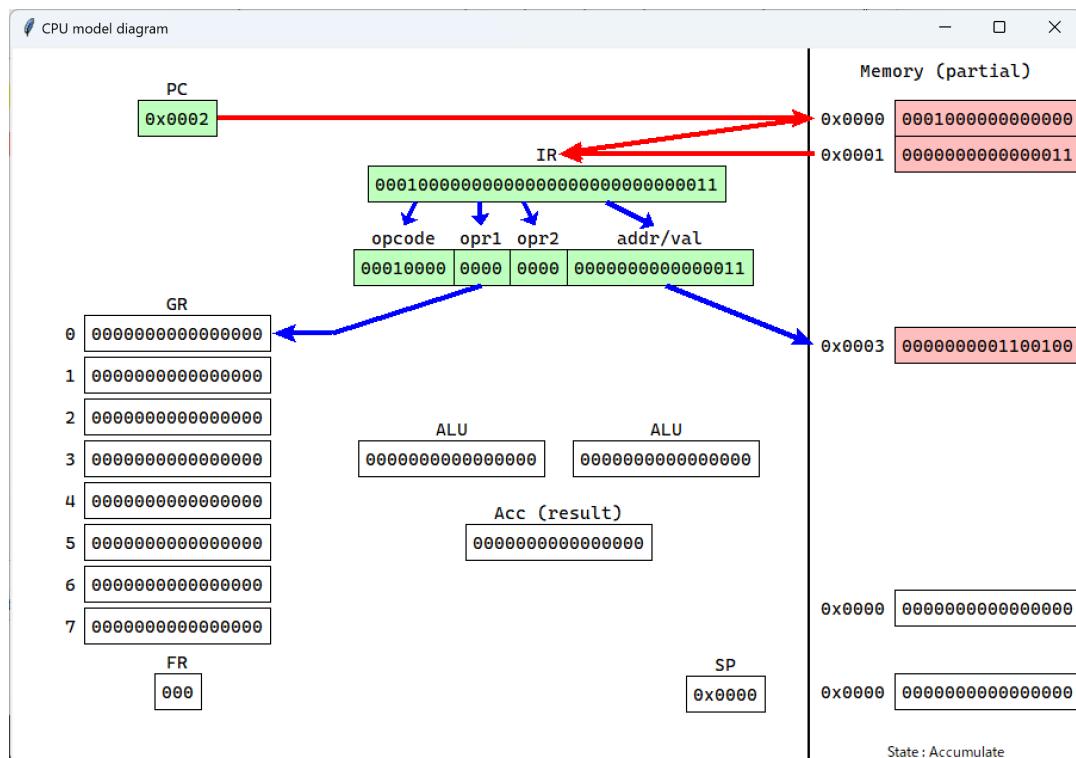 CPU model diagram
Memory (partial)
PC
0x0002
0x0000 0001000000000000
0x0001 0000000000000011
IR
00010000000000000000000000000011
opcode opr1 opr2 addr/val
00010000 0000 0000 0000000000000011
GR
0 0000000000000000
0x0003 0000000001100100
1 0000000000000000
2 0000000000000000
ALU ALU
3 0000000000000000
0000000000000000 0000000000000000
4 0000000000000000
Acc (result)
5 0000000000000000
0000000000000000
6 0000000000000000
0x0000 0000000000000000
7 0000000000000000
FR
000
SP
0x0000
0x0000 0000000000000000
State : Accumulate